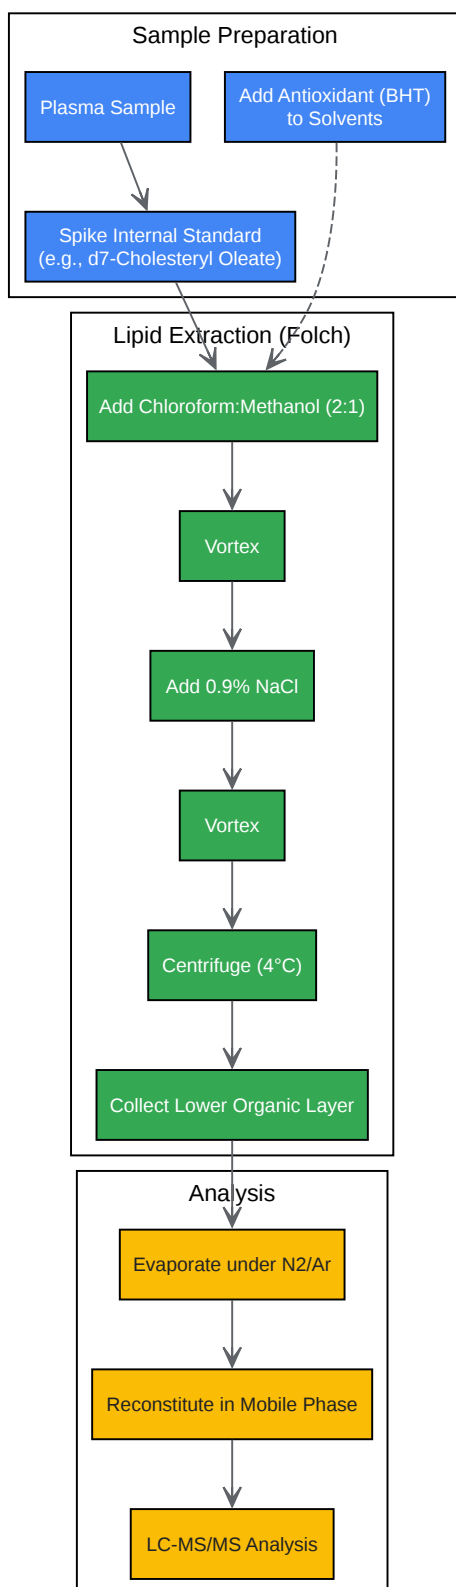 Sample Preparation
Plasma Sample
Add Antioxidant (BHT)
to Solvents
Spike Internal Standard
(e.g., d7-Cholesteryl Oleate)
Lipid Extraction (Folch)
Add Chloroform:Methanol (2:1)
Vortex
Add 0.9% NaCl
Vortex
Centrifuge (4°C)
Collect Lower Organic Layer
Analysis
Evaporate under N2/Ar
Reconstitute in Mobile Phase
LC-MS/MS Analysis